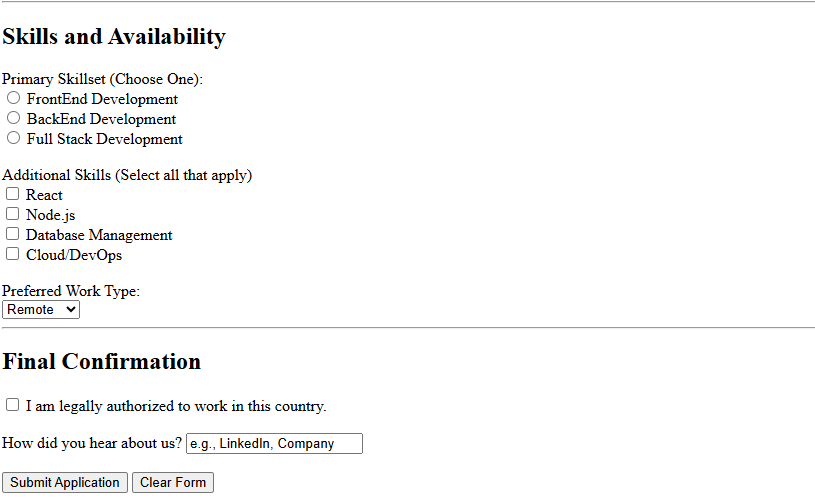 Skills and Availability
Primary Skillset (Choose One):
FrontEnd Development
BackEnd Development
Full Stack Development
Additional Skills (Select all that apply)
React
Node.js
Database Management
Cloud/DevOps
Preferred Work Type:
Remote
Final Confirmation
I am legally authorized to work in this country.
How did you hear about us? e.g., LinkedIn, Company
Submit Application Clear Form